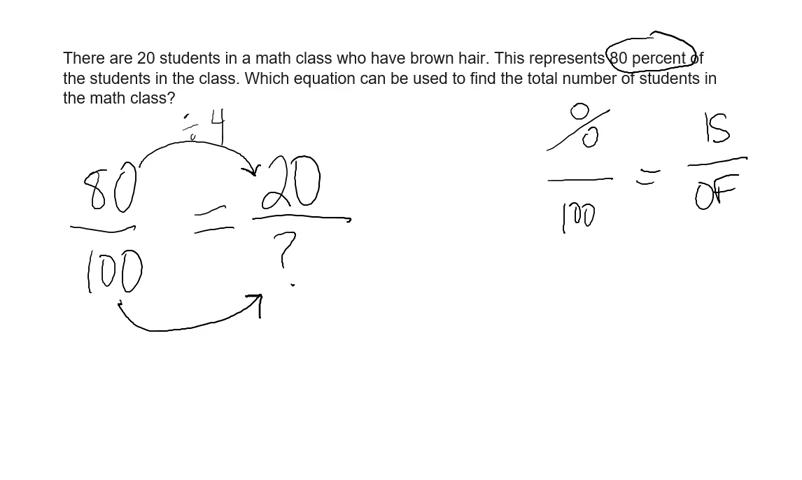 There are 20 students in a math class who have brown hair. This represents 80 percent of
the students in the class. Which equation can be used to find the total number of students in
the math class?
÷4
80
100
=
20
?
%
100
=
IS
OF